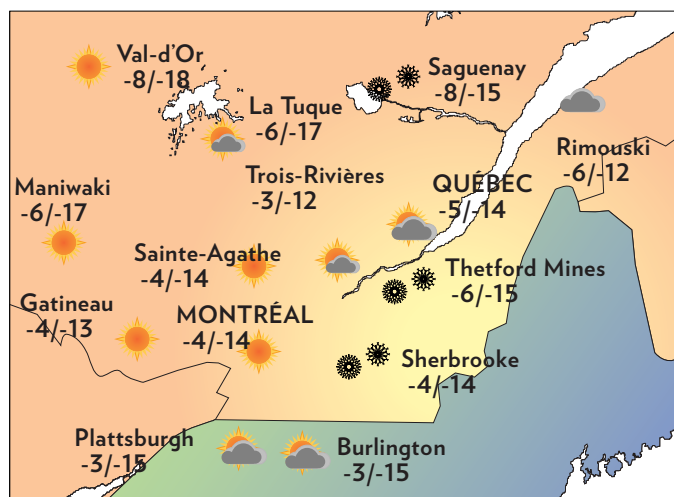 Val-d'Or
-8/-18
Saguenay
-8/-15
La Tuque
-6/-17
Rimouski
-6/-12
Trois-Rivières
-3/-12
QUÉBEC
-5/-14
Maniwaki
-6/-17
Sainte-Agathe
-4/-14
Thetford Mines
-6/-15
Gatineau
-4/-13
MONTRÉAL
-4/-14
Sherbrooke
-4/-14
Plattsburgh
-3/-15
Burlington
-3/-15